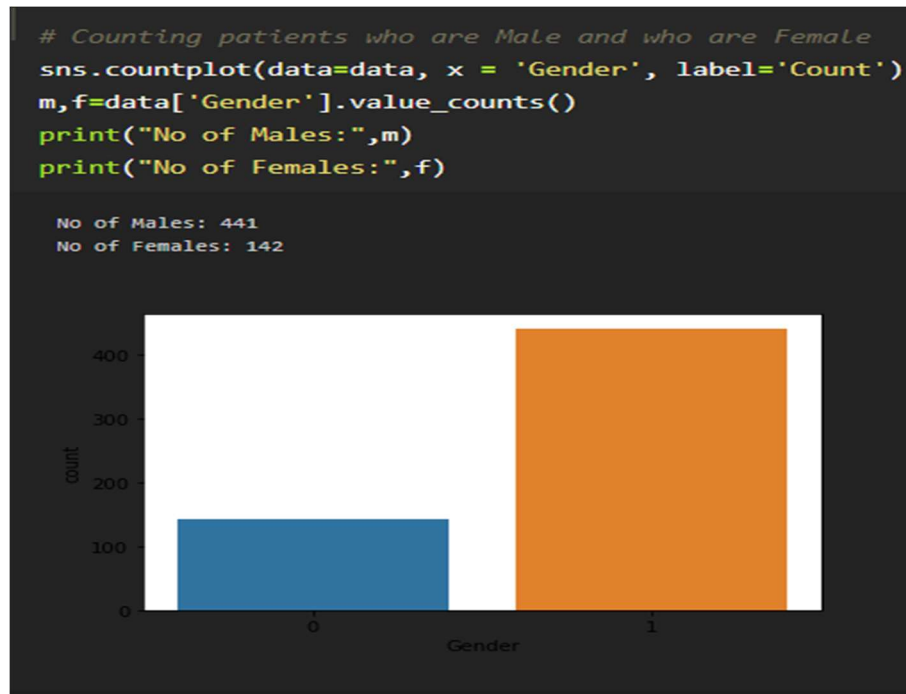 # Counting patients who are Male and who are Female
sns.countplot(data=data, x = 'Gender', label='Count')
m,f=data['Gender'].value_counts()
print("No of Males:",m)
print("No of Females:",f)
No of Males: 441
No of Females: 142
400
300
200
100
0
count
0 1
Gender